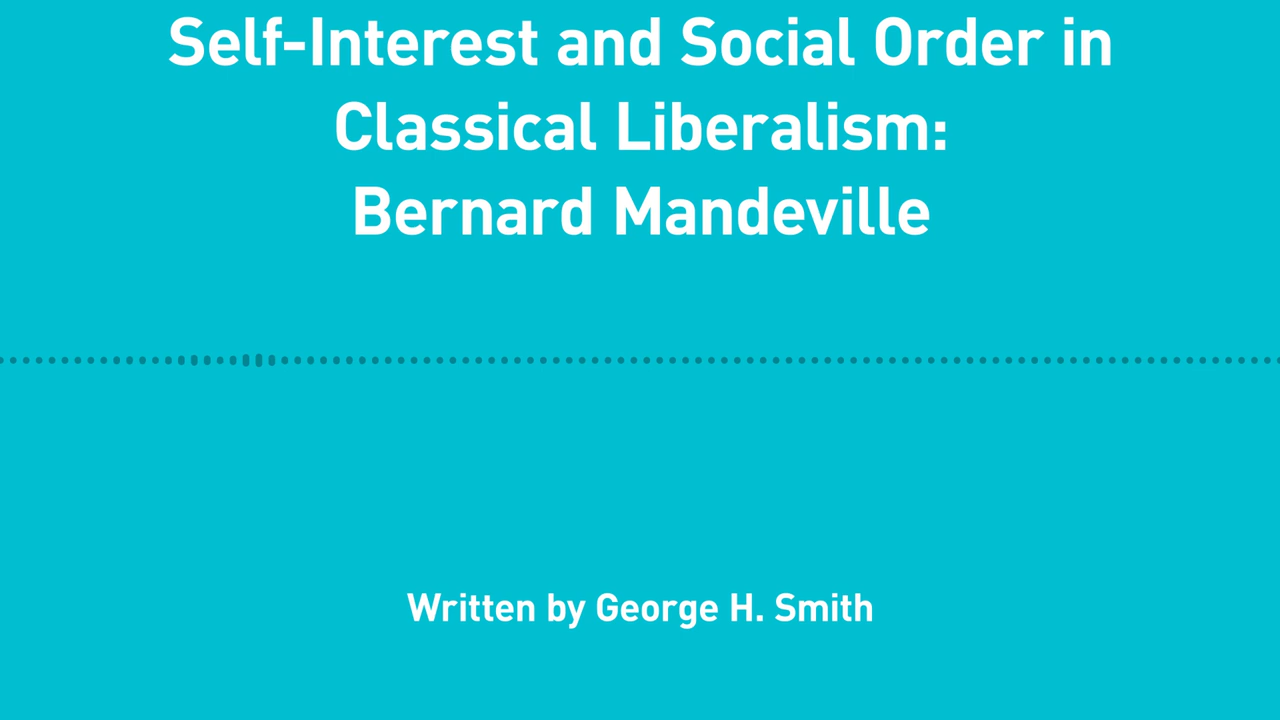 Self-Interest and Social Order in
Classical Liberalism:
Bernard Mandeville
Written by George H. Smith